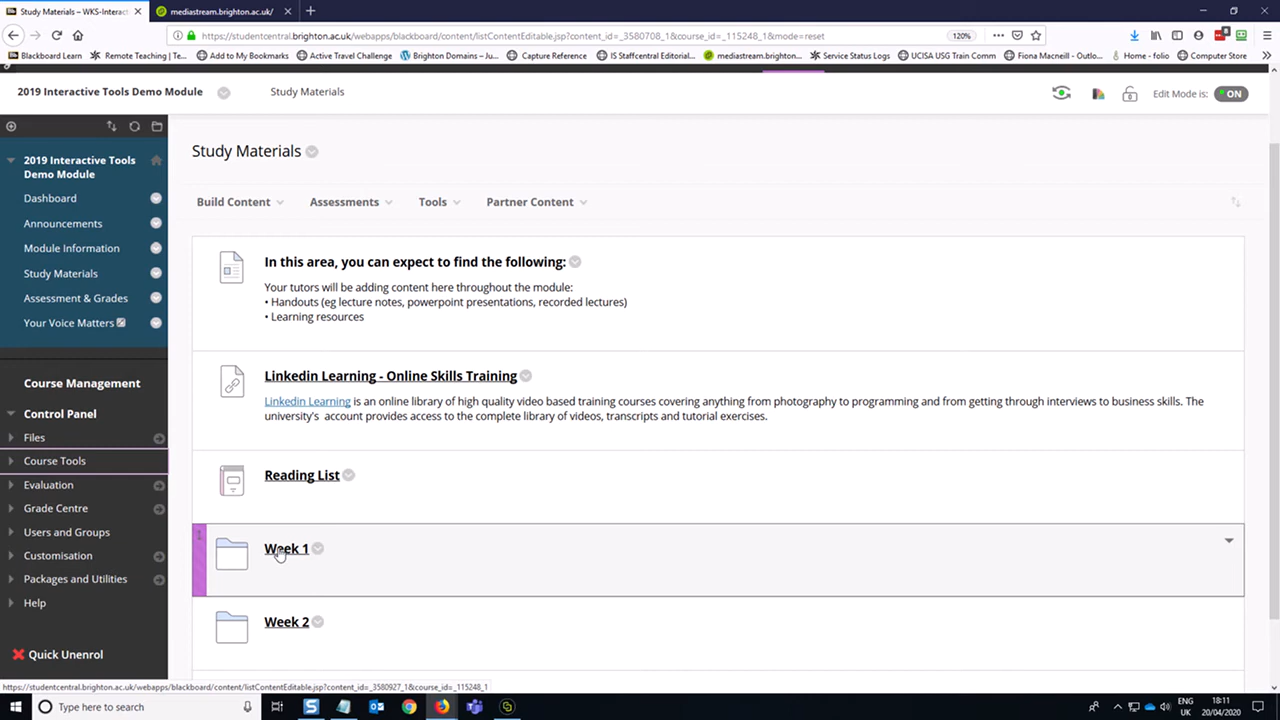 Study Materials – WKS-Interac
mediastream.brighton.ac.uk/
https://studentcentral.brighton.ac.uk/webapps/blackboard/content/listContentEditable.jsp?content_id=_3580708_1&course_id=_115248_1&mode=reset
120%
Blackboard Learn
Remote Teaching | Te...
Add to My Bookmarks
Active Travel Challenge
Brighton Domains – Ju...
Capture Reference
IS Staffcentral Editorial...
mediastream.brighton...
Service Status Logs
UCISA USG Train Comm
Fiona Macneill - Outlo...
Home - folio
Computer Store
2019 Interactive Tools Demo Module
Study Materials
Edit Mode is:
ON
2019 Interactive Tools
Demo Module
Dashboard
Announcements
Module Information
Study Materials
Assessment & Grades
Your Voice Matters
Course Management
Control Panel
Files
Course Tools
Evaluation
Grade Centre
Users and Groups
Customisation
Packages and Utilities
Help
Quick Unenrol
Study Materials
Build Content
Assessments
Tools
Partner Content
In this area, you can expect to find the following:
Your tutors will be adding content here throughout the module:
• Handouts (eg lecture notes, powerpoint presentations, recorded lectures)
• Learning resources
Linkedin Learning - Online Skills Training
Linkedin Learning is an online library of high quality video based training courses covering anything from photography to programming and from getting through interviews to business skills. The
university's account provides access to the complete library of videos, transcripts and tutorial exercises.
Reading List
Week 1
Week 2
https://studentcentral.brighton.ac.uk/webapps/blackboard/content/listContentEditable.jsp?content_id=_3580927_1&course_id=_115248_1
Type here to search
ENG
UK
18:11
20/04/2020